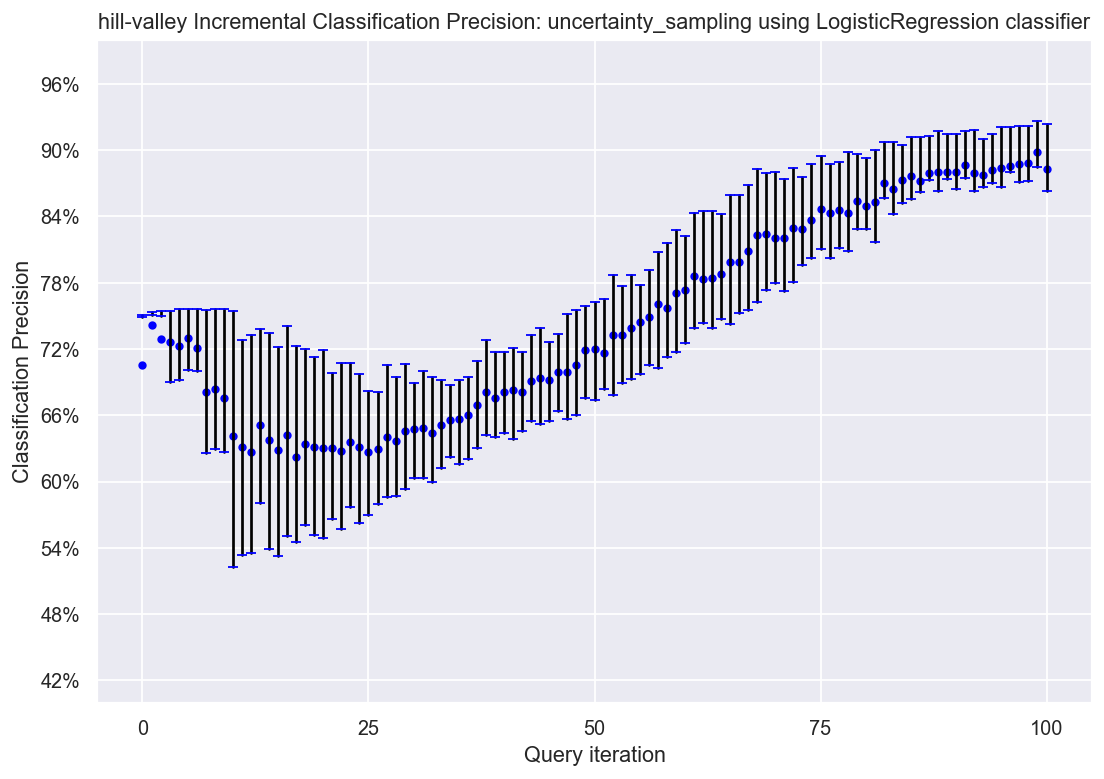 hill-valley Incremental Classification Precision: uncertainty_sampling using LogisticRegression classifier
Classification Precision
96%
90%
84%
78%
72%
66%
60%
54%
48%
42%
0 25 50 75 100
Query iteration